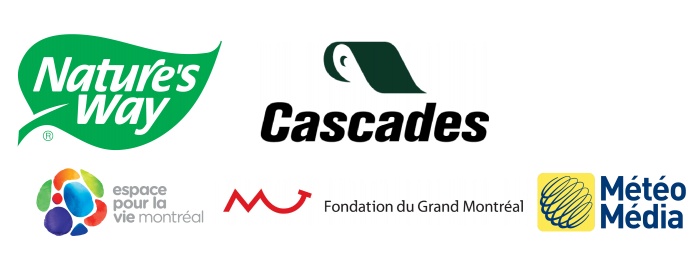 Nature's
Way
®
Cascades
espace
pour la
vie montréal
Fondation du Grand Montréal
Météo
Média